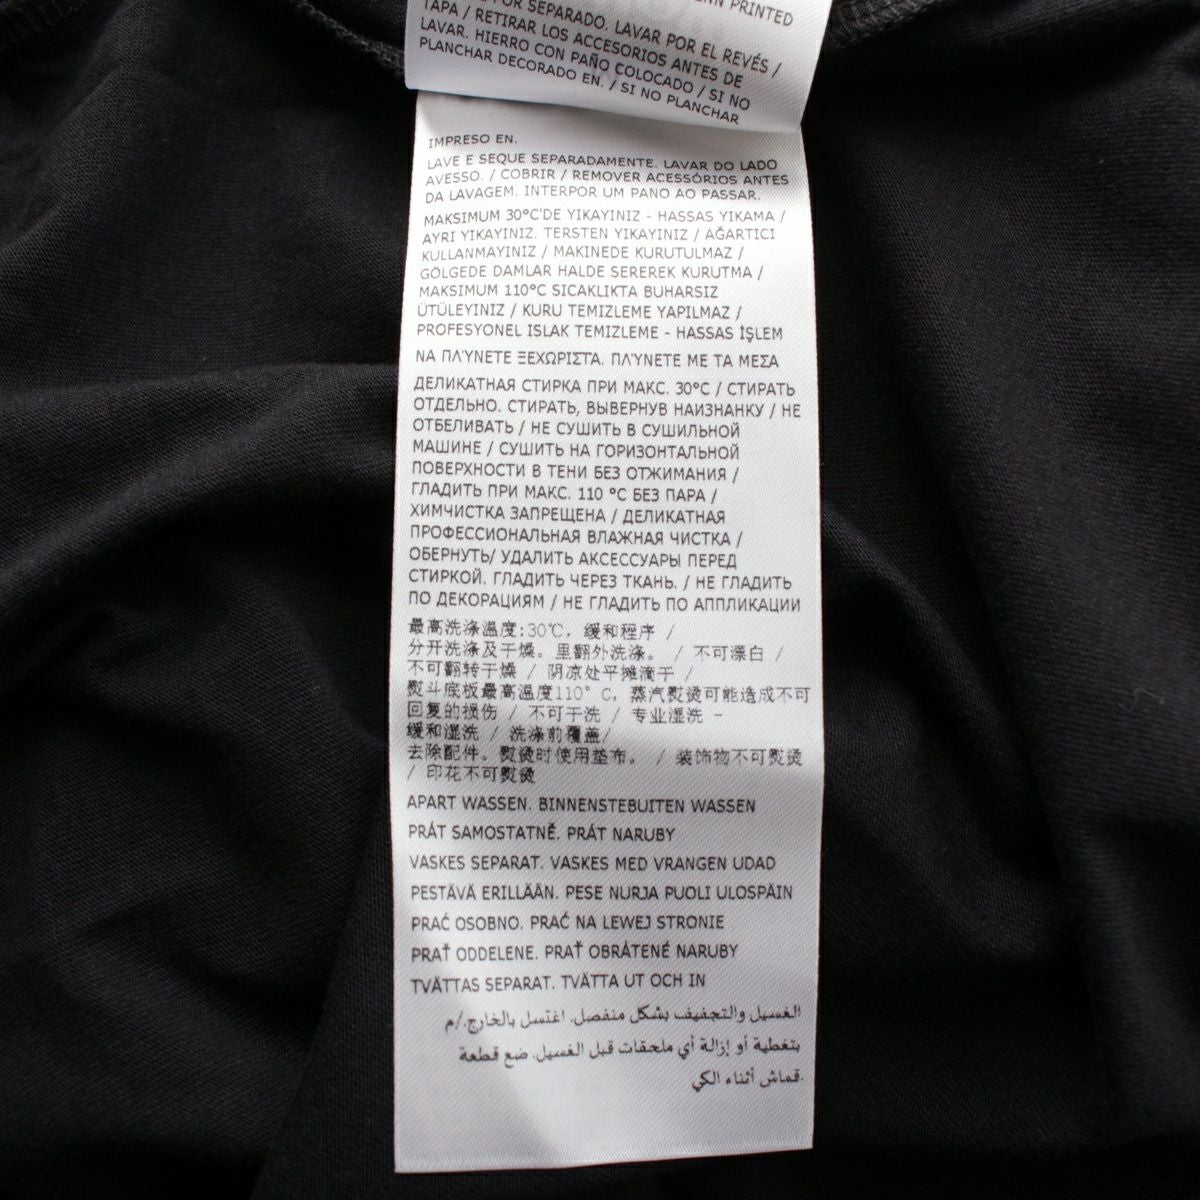 PRINTED
POR SEPARADO. LAVAR POR EL REVÉS /
TAPA / RETIRAR LOS ACCESORIOS ANTES DE
LAVAR. HIERRO CON PAÑO COLOCADO / SI NO
PLANCHAR DECORADO EN. / SI NO PLANCHAR
IMPRESO EN.
LAVE E SEQUE SEPARADAMENTE. LAVAR DO LADO
AVESSO. / COBRIR / REMOVER ACESSÓRIOS ANTES
DA LAVAGEM. INTERPOR UM PANO AO PASSAR.
MAKSIMUM 30°C'DE YIKAYINIZ - HASSAS YIKAMA /
AYRI YIKAYINIZ. TERSTEN YIKAYINIZ / AĞARTICI
KULLANMAYINIZ / MAKINEDE KURUTULMAZ /
GÖLGEDE DAMLAR HALDE SEREREK KURUTMA /
MAKSIMUM 110°C SICAKLIKTA BUHARSIZ
ÜTÜLEYINIZ / KURU TEMIZLEME YAPILMAZ /
PROFESYONEL ISLAK TEMIZLEME - HASSAS İŞLEM
ΝΑ ΠΛΎΝΕΤΕ ΞΕΧΩΡΙΣΤΑ. ΠΛΎΝΕΤΕ ΜΕ ΤΑ ΜΕΣΑ
ДЕЛИКАТНАЯ СТИРКА ПРИ МАКС. 30°C / СТИРАТЬ
ОТДЕЛЬНО. СТИРАТЬ, ВЫВЕРНУВ НАИЗНАНКУ / НЕ
ОТБЕЛИВАТЬ / НЕ СУШИТЬ В СУШИЛЬНОЙ
МАШИНЕ / СУШИТЬ НА ГОРИЗОНТАЛЬНОЙ
ПОВЕРХНОСТИ В ТЕНИ БЕЗ ОТЖИМАНИЯ /
ГЛАДИТЬ ПРИ МАКС. 110 °C БЕЗ ПАРА /
ХИМЧИСТКА ЗАПРЕЩЕНА / ДЕЛИКАТНАЯ
ПРОФЕССИОНАЛЬНАЯ ВЛАЖНАЯ ЧИСТКА /
ОБЕРНУТЬ/ УДАЛИТЬ АКСЕССУАРЫ ПЕРЕД
СТИРКОЙ. ГЛАДИТЬ ЧЕРЕЗ ТКАНЬ. / НЕ ГЛАДИТЬ
ПО ДЕКОРАЦИЯМ / НЕ ГЛАДИТЬ ПО АППЛИКАЦИИ
最高洗涤温度:30℃, 缓和程序 /
分开洗涤及干燥。里翻外洗涤。 / 不可漂白 /
不可翻转干燥 / 阴凉处平摊滴干 /
熨斗底板最高温度110° C, 蒸汽熨烫可能造成不可
回复的损伤 / 不可干洗 / 专业湿洗 -
缓和湿洗 / 洗涤前覆盖/
去除配件。熨烫时使用垫布。 / 装饰物不可熨烫
/ 印花不可熨烫
APART WASSEN. BINNENSTEBUITEN WASSEN
PRÁT SAMOSTATNĚ. PRÁT NARUBY
VASKES SEPARAT. VASKES MED VRANGEN UDAD
PESTÄVÄ ERILLÄÄN. PESE NURJA PUOLI ULOSPÄIN
PRAĆ OSOBNO. PRAĆ NA LEWEJ STRONIE
PRAŤ ODDELENE. PRAŤ OBRÁTENÉ NARUBY
TVÄTTAS SEPARAT. TVÄTTA UT OCH IN
الغسيل والتجفيف بشكل منفصل. اغتسل بالخارج./م
بتغطية أو إزالة أي ملحقات قبل الغسيل. ضع قطعة
قماش أثناء الكي.